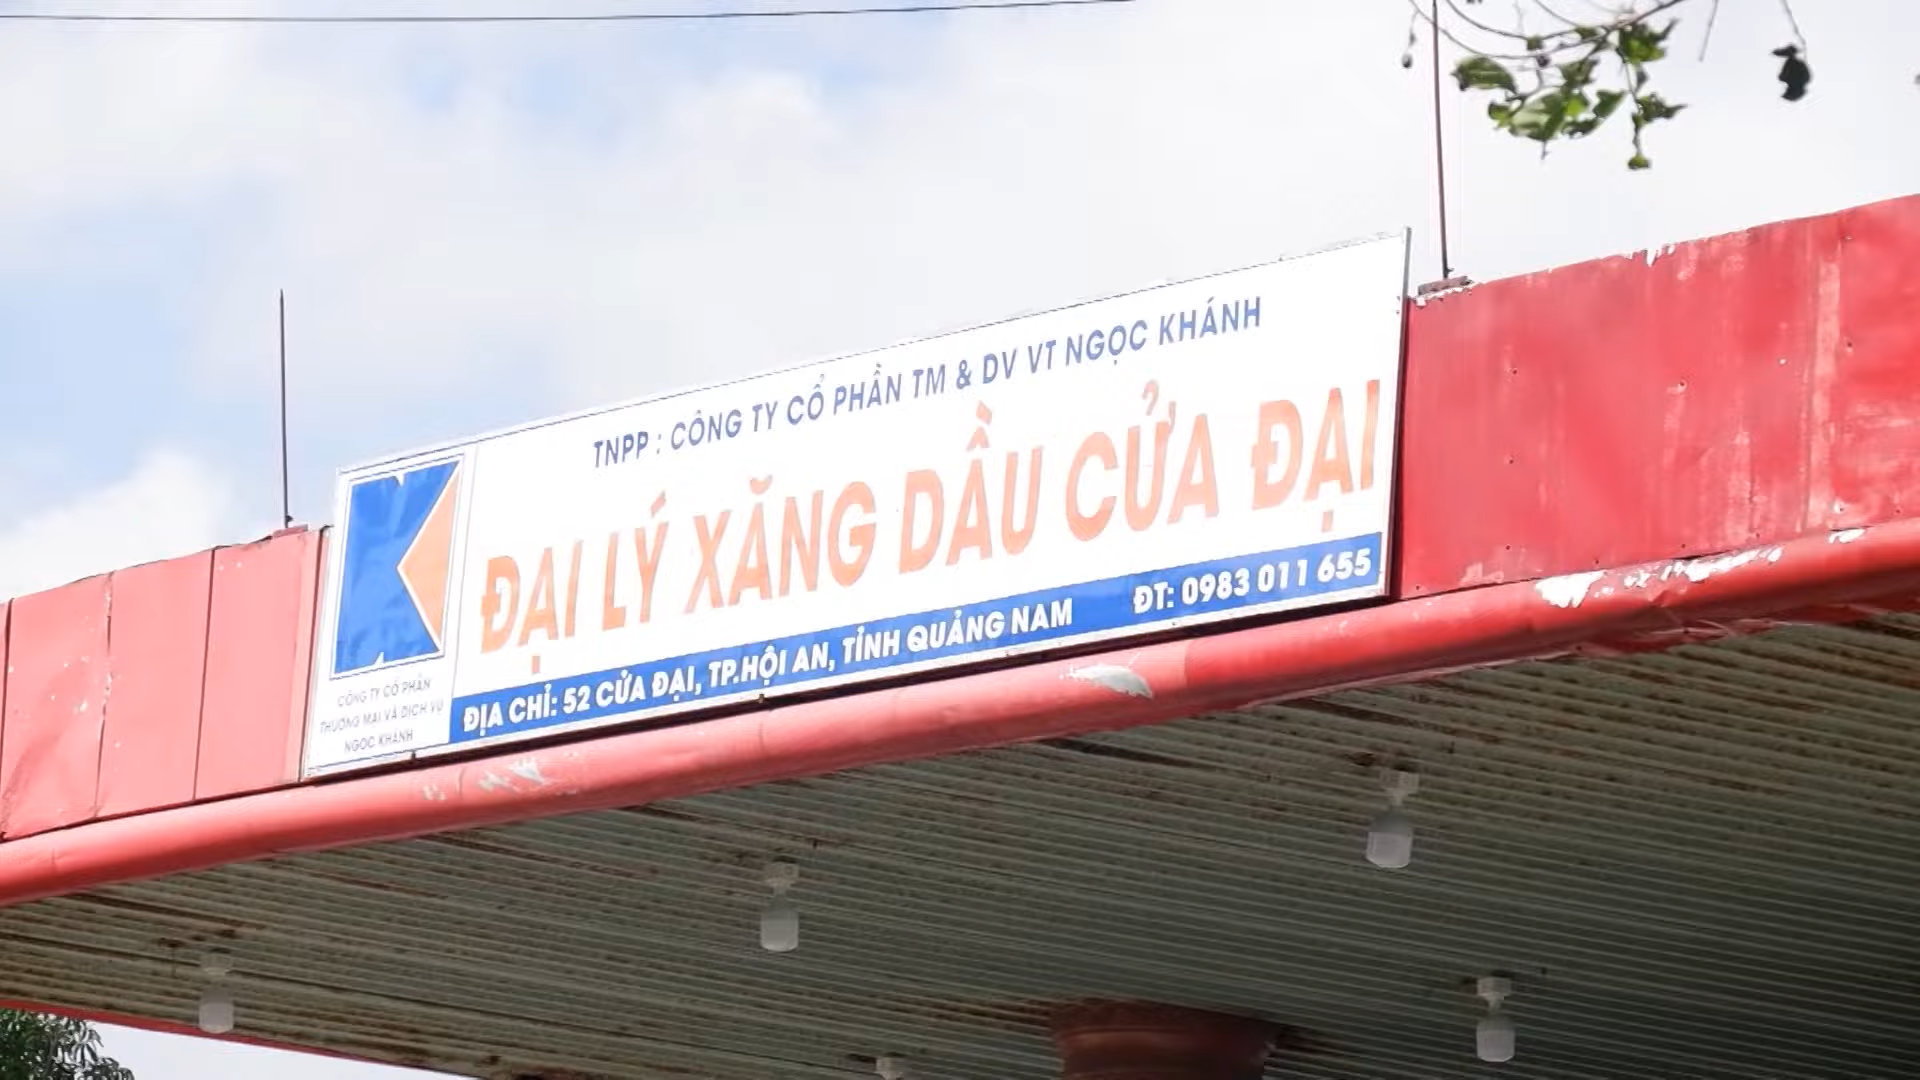 TNPP : CÔNG TY CỔ PHẦN TM & DV VT NGỌC KHÁNH
ĐẠI LÝ XĂNG DẦU CỬA ĐẠI
ĐỊA CHỈ: 52 CỬA ĐẠI, TP.HỘI AN, TỈNH QUẢNG NAM ĐT: 0983 011 655
CÔNG TY CỔ PHẦN
THƯƠNG MẠI VÀ DỊCH VỤ
NGỌC KHÁNH